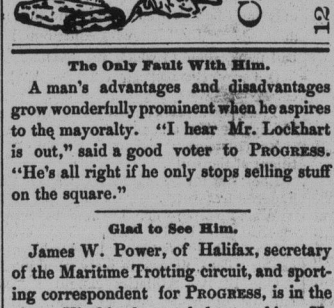 C
12
The Only Fault With Him.
A man's advantages and disadvantages
grow wonderfully prominent when he aspires
to the mayoralty. "I hear Mr. Lockhart
is out," said a good voter to PROGRESS.
"He's all right if he only stops selling stuff
on the square."
Glad to See Him.
James W. Power, of Halifax, secretary
of the Maritime Trotting circuit, and sport-
ing correspondent for PROGRESS, is in the